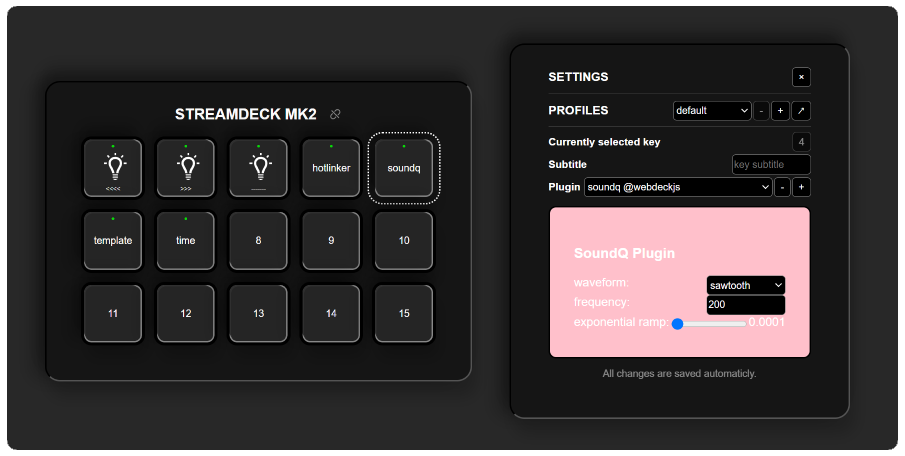 STREAMDECK MK2
<<<<
>>>
hotlinker
soundq
template
time
8
9
10
11
12
13
14
15
SETTINGS ×
PROFILES default - + ↗
Currently selected key 4
Subtitle key subtitle
Plugin soundq @webdeckjs - +
SoundQ Plugin
waveform: sawtooth
frequency: 200
exponential ramp: 0.0001
All changes are saved automaticly.